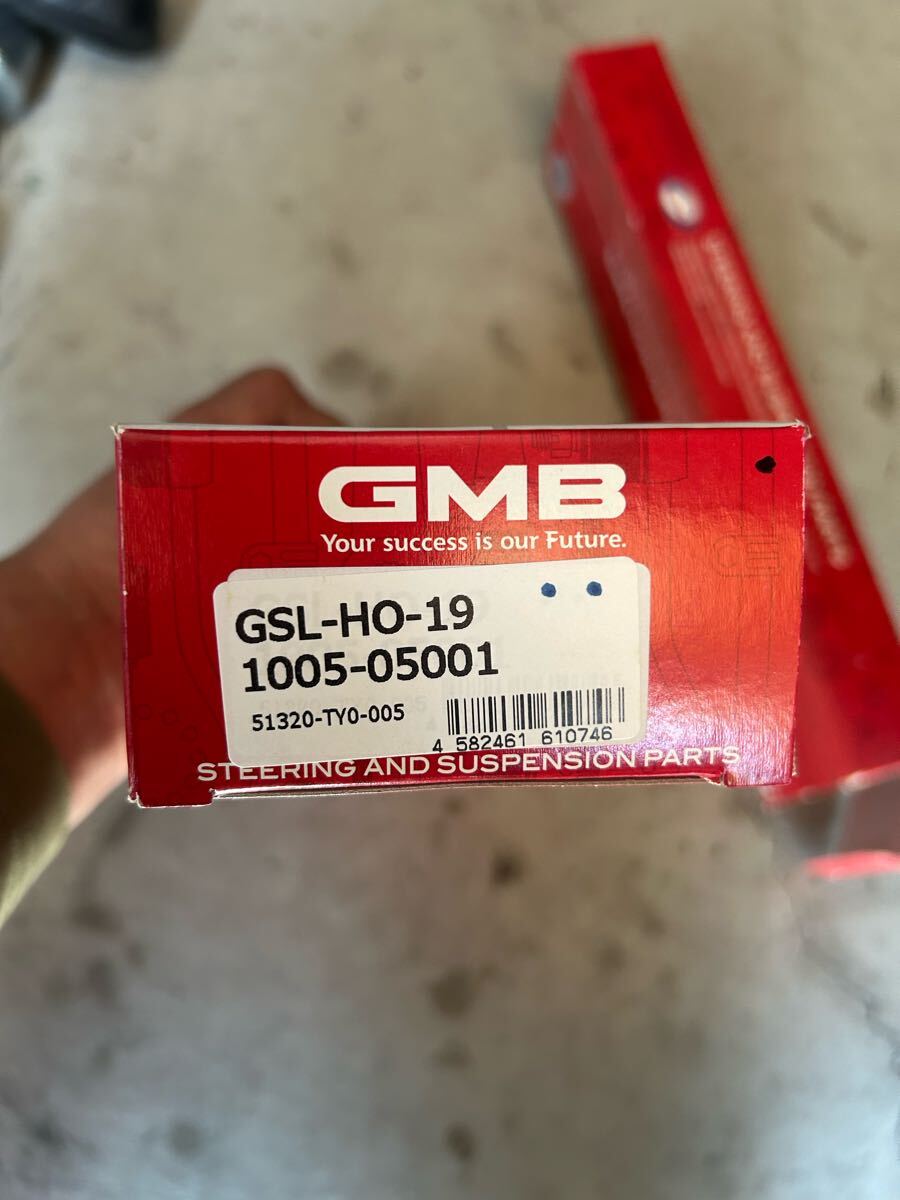 GMB
Your success is our Future.
GSL-HO-19
1005-05001
51320-TY0-005
4 582461 610746
STEERING AND SUSPENSION PARTS